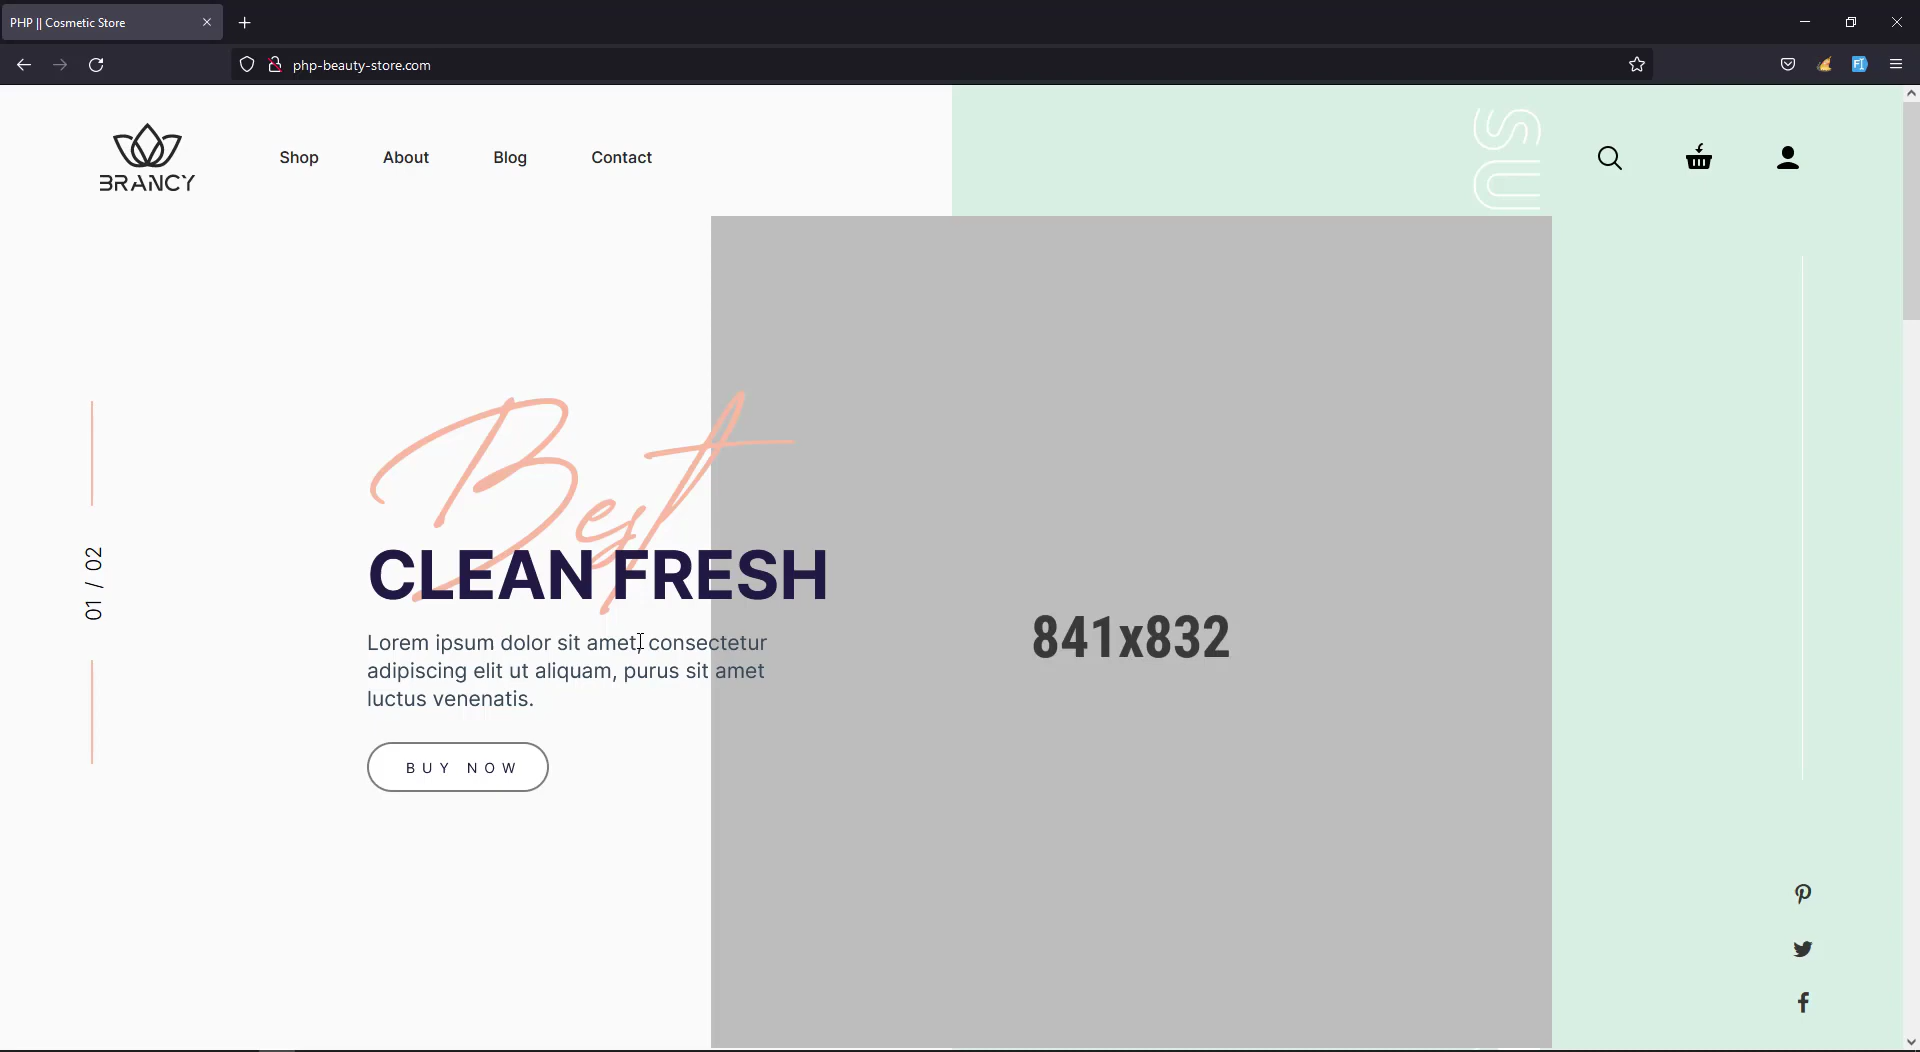 PHP || Cosmetic Store
php-beauty-store.com
BRANCY
Shop
About
Blog
Contact
SU
Best
CLEAN FRESH
Lorem ipsum dolor sit amet, consectetur
adipiscing elit ut aliquam, purus sit amet
luctus venenatis.
BUY NOW
841x832
01 / 02